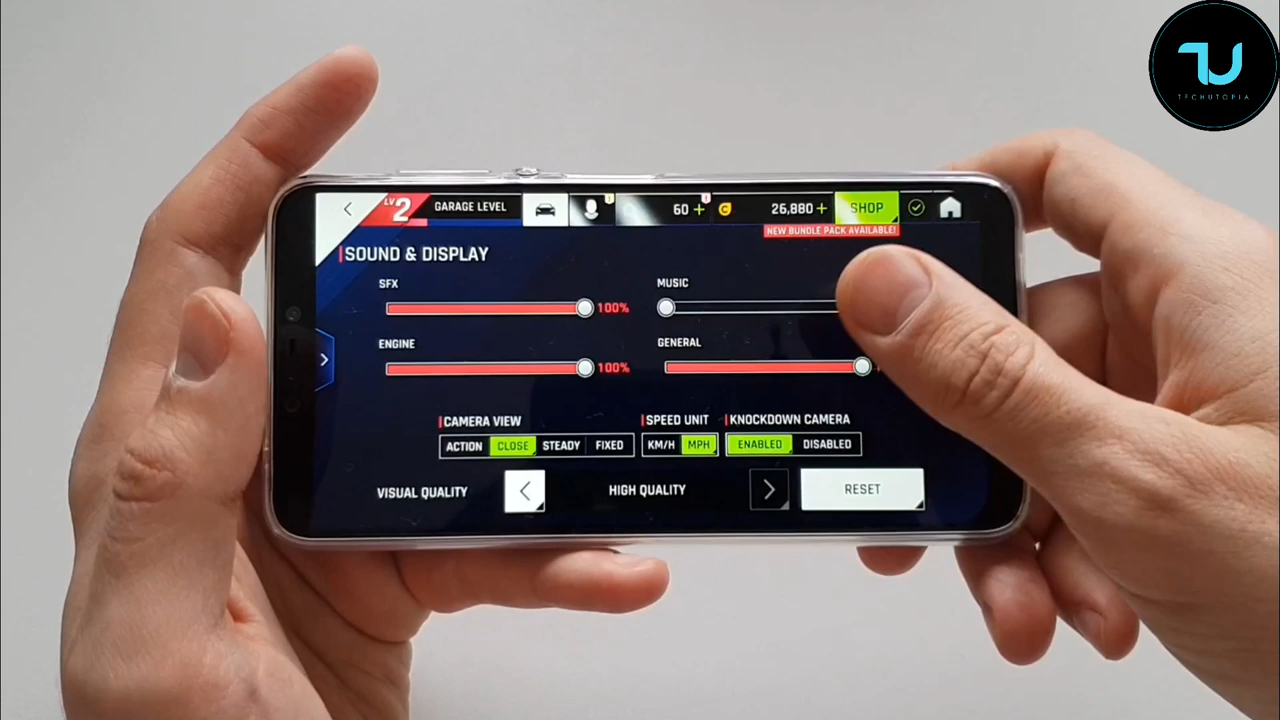 TU
TECHUTOPIA
LV 2 GARAGE LEVEL 60 + 26,880 + SHOP
NEW BUNDLE PACK AVAILABLE!
SOUND & DISPLAY
SFX MUSIC
100%
ENGINE GENERAL
100%
CAMERA VIEW SPEED UNIT KNOCKDOWN CAMERA
ACTION CLOSE STEADY FIXED KM/H MPH ENABLED DISABLED
VISUAL QUALITY HIGH QUALITY RESET